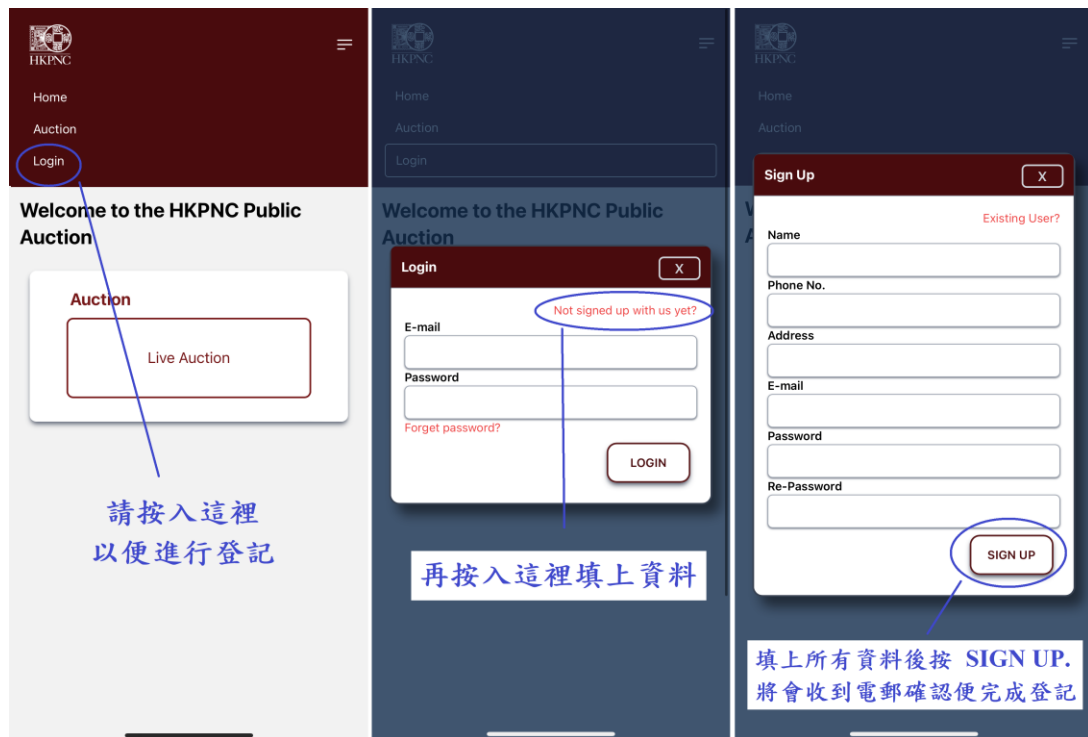 HKPNC
Home
Auction
Login
Welcome to the HKPNC Public
Auction
Auction
Live Auction
請按入這裡
以便進行登記
HKPNC
Home
Auction
Login
Welcome to the HKPNC Public
Auction
Login
X
Not signed up with us yet?
E-mail
Password
Forget password?
LOGIN
再按入這裡填上資料
HKPNC
Home
Auction
Sign Up
X
Existing User?
Name
Phone No.
Address
E-mail
Password
Re-Password
SIGN UP
填上所有資料後按 SIGN UP.
將會收到電郵確認便完成登記